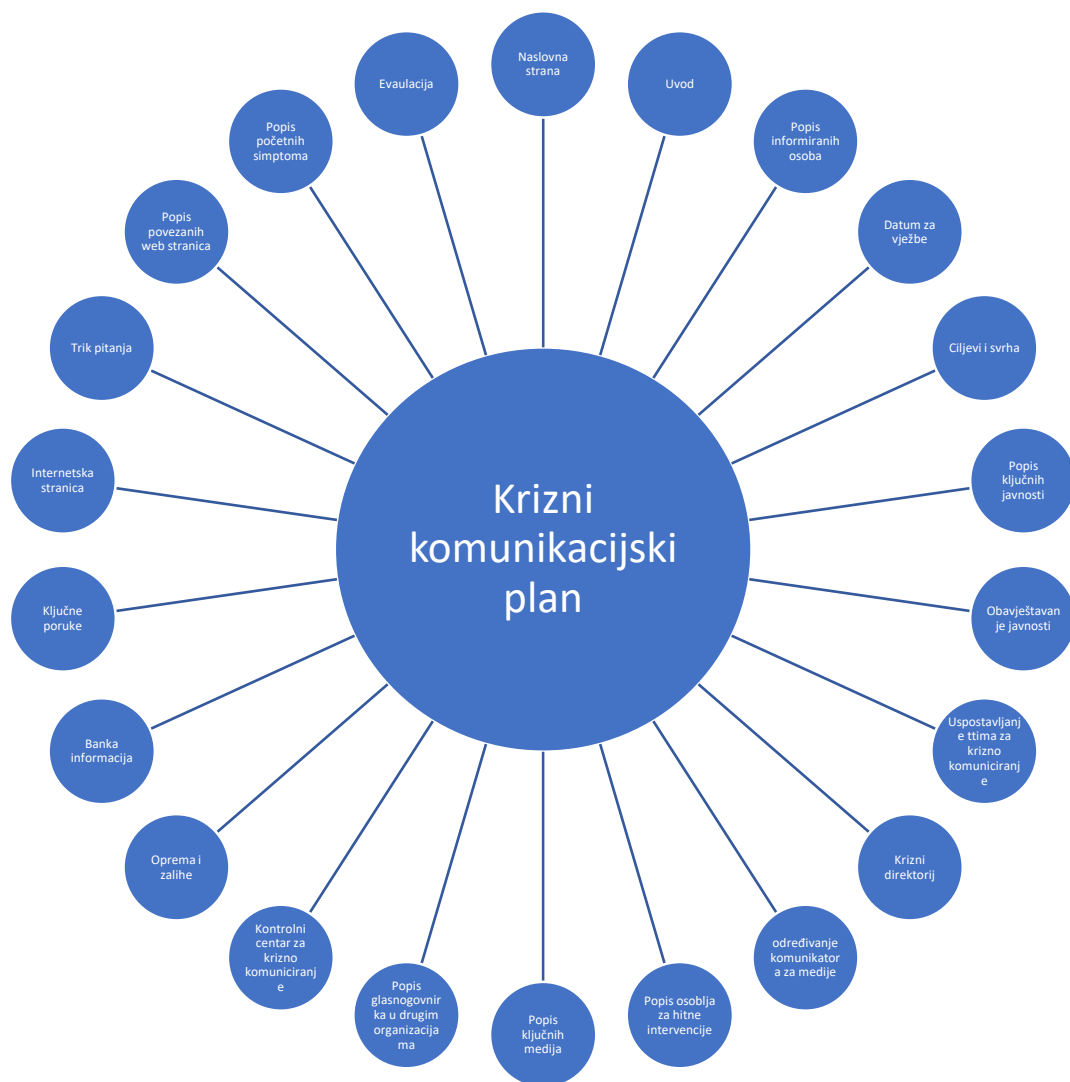 Naslovna
strana
Uvod
Popis
informiranih
osoba
Datum za
vježbe
Ciljevi i svrha
Popis
ključnih
javnosti
Obavještavan
je javnosti
Uspostavljanj
e ttima za
krizno
komuniciranj
e
Krizni
direktorij
određivanje
komunikator
a za medije
Popis osoblja
za hitne
intervencije
Popis
ključnih
medija
Popis
glasnogovnir
ka u drugim
organizacija
ma
Kontrolni
centar za
krizno
komuniciranj
e
Oprema i
zalihe
Banka
informacija
Ključne
poruke
Internetska
stranica
Trik pitanja
Popis
povezanih
web stranica
Popis
početnih
simptoma
Evaulacija
Krizni
komunikacijski
plan